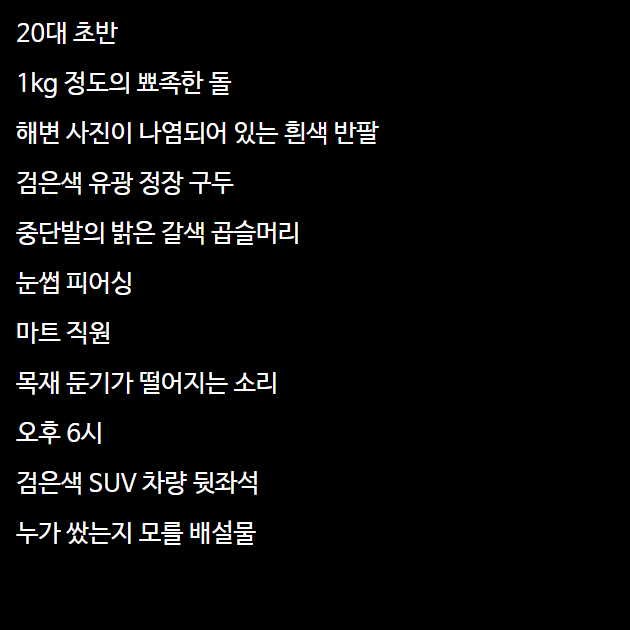 20대 초반
1kg 정도의 뾰족한 돌
해변 사진이 나염되어 있는 흰색 반팔
검은색 유광 정장 구두
중단발의 밝은 갈색 곱슬머리
눈썹 피어싱
마트 직원
목재 둔기가 떨어지는 소리
오후 6시
검은색 SUV 차량 뒷좌석
누가 쌌는지 모를 배설물